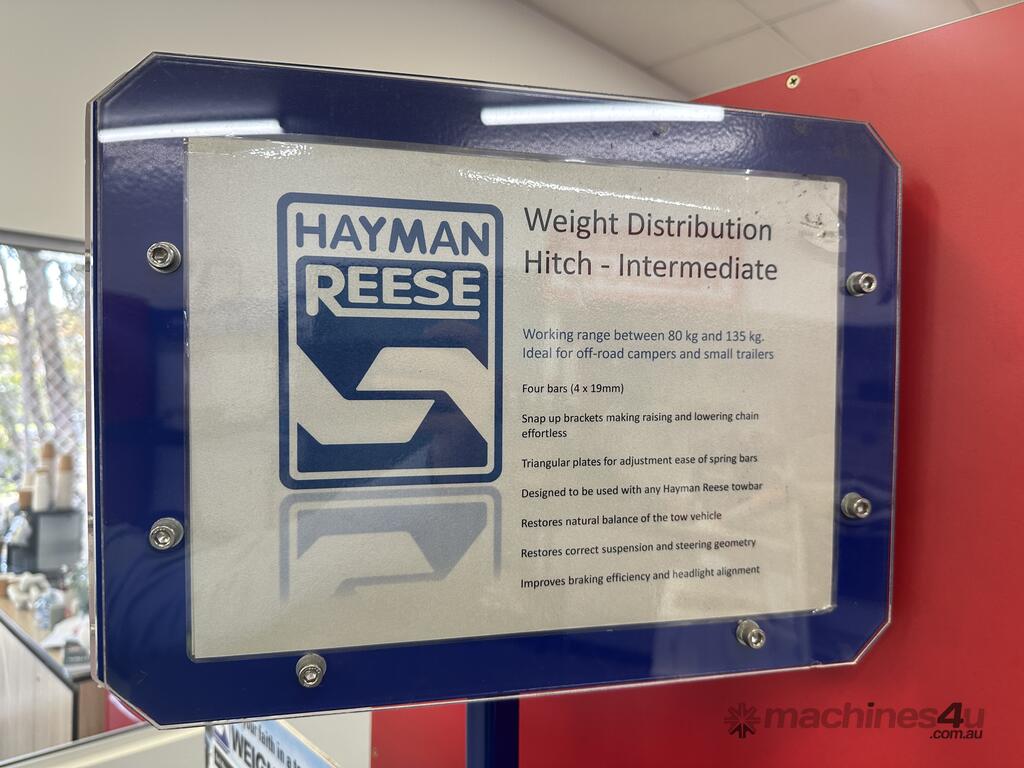 HAYMAN
REESE
Weight Distribution
Hitch - Intermediate
Working range between 80 kg and 135 kg.
Ideal for off-road campers and small trailers
Four bars (4 x 19mm)
Snap up brackets making raising and lowering chain
effortless
Triangular plates for adjustment ease of spring bars
Designed to be used with any Hayman Reese towbar
Restores natural balance of the tow vehicle
Restores correct suspension and steering geometry
Improves braking efficiency and headlight alignment
your faith in a
machines4u
.com.au